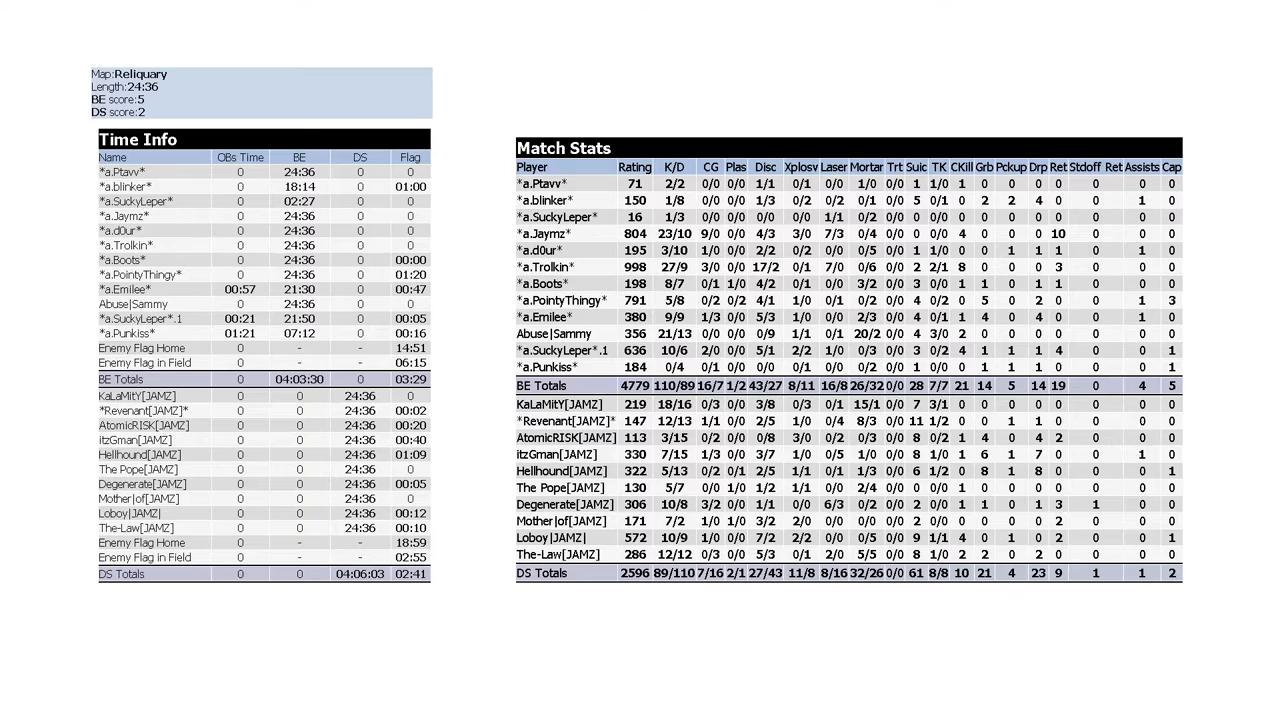 Map:Reliquary
Length:24:36
BE score:5
DS score:2
Time Info
Name OBs Time BE DS Flag
*a.Ptavv* 0 24:36 0 0
*a.blinker* 0 18:14 0 01:00
*a.SuckyLeper* 0 02:27 0 0
*a.Jaymz* 0 24:36 0 0
*a.d0ur* 0 24:36 0 0
*a.Trolkin* 0 24:36 0 0
*a.Boots* 0 24:36 0 00:00
*a.PointyThingy* 0 24:36 0 01:20
*a.Emilee* 00:57 21:30 0 00:47
Abuse|Sammy 0 24:36 0 0
*a.SuckyLeper*.1 00:21 21:50 0 00:05
*a.Punkiss* 01:21 07:12 0 00:16
Enemy Flag Home 0 - - 14:51
Enemy Flag in Field 0 - - 06:15
BE Totals 0 04:03:30 0 03:29
KaLaMitY[JAMZ] 0 0 24:36 0
*Revenant[JAMZ]* 0 0 24:36 00:02
AtomicRISK[JAMZ] 0 0 24:36 00:20
itzGman[JAMZ] 0 0 24:36 00:40
Hellhound[JAMZ] 0 0 24:36 01:09
The Pope[JAMZ] 0 0 24:36 0
Degenerate[JAMZ] 0 0 24:36 00:05
Mother|of[JAMZ] 0 0 24:36 0
Loboy|JAMZ| 0 0 24:36 00:12
The-Law[JAMZ] 0 0 24:36 00:10
Enemy Flag Home 0 - - 18:59
Enemy Flag in Field 0 - - 02:55
DS Totals 0 0 04:06:03 02:41
Match Stats
Player Rating K/D CG Plas Disc Xplosv Laser Mortar Trt Suic TK CKill Grb Pckup Drp Ret Stdoff Ret Assists Cap
*a.Ptavv* 71 2/2 0/0 0/0 1/1 0/1 0/0 1/0 0/0 1 1/0 1 0 0 0 0 0 0 0
*a.blinker* 150 1/8 0/0 0/0 1/3 0/2 0/2 0/1 0/0 5 0/1 0 2 2 4 0 0 1 0
*a.SuckyLeper* 16 1/3 0/0 0/0 0/0 0/0 1/1 0/2 0/0 0 0/0 0 0 0 0 0 0 0 0
*a.Jaymz* 804 23/10 9/0 0/0 4/3 3/0 7/3 0/4 0/0 0 0/0 4 0 0 0 10 0 0 0
*a.d0ur* 195 3/10 1/0 0/0 2/2 0/2 0/0 0/5 0/0 1 1/0 0 0 1 1 1 0 1 0
*a.Trolkin* 998 27/9 3/0 0/0 17/2 0/1 7/0 0/6 0/0 2 2/1 8 0 0 0 3 0 0 0
*a.Boots* 198 8/7 0/1 1/0 4/2 0/1 0/0 3/2 0/0 3 0/0 1 1 0 1 1 0 0 0
*a.PointyThingy* 791 5/8 0/2 0/2 4/1 1/0 0/1 0/2 0/0 4 0/2 0 5 0 2 0 0 1 3
*a.Emilee* 380 9/9 1/3 0/0 5/3 1/0 0/0 2/3 0/0 4 0/1 1 4 0 4 0 0 1 0
Abuse|Sammy 356 21/13 0/0 0/0 0/9 1/1 0/1 20/2 0/0 4 3/0 2 0 0 0 0 0 0 0
*a.SuckyLeper*.1 636 10/6 2/0 0/0 5/1 2/2 1/0 0/3 0/0 3 0/2 4 1 1 1 4 0 0 1
*a.Punkiss* 184 0/4 0/1 0/0 0/0 0/1 0/0 0/2 0/0 1 0/0 0 1 1 1 0 0 0 1
BE Totals 4779 110/89 16/7 1/2 43/27 8/11 16/8 26/32 0/0 28 7/7 21 14 5 14 19 0 4 5
KaLaMitY[JAMZ] 219 18/16 0/3 0/0 3/8 0/3 0/0 15/1 0/0 7 3/1 0 0 0 0 0 0 0 0
*Revenant[JAMZ]* 147 12/13 1/1 0/0 2/5 1/0 0/4 8/3 0/0 11 1/2 0 0 1 1 0 0 0 0
AtomicRISK[JAMZ] 113 3/15 0/2 0/0 0/8 3/0 0/2 0/3 0/0 8 0/2 1 4 0 4 2 0 0 0
itzGman[JAMZ] 330 7/15 1/3 0/0 3/7 1/0 0/5 1/0 0/0 8 0/1 1 6 1 7 0 0 1 0
Hellhound[JAMZ] 322 5/13 0/2 0/1 2/5 1/1 0/1 1/3 0/0 6 1/2 0 8 1 8 0 0 0 1
The Pope[JAMZ] 130 5/7 0/0 1/0 1/2 1/1 0/0 2/4 0/0 0 0/0 1 0 0 0 0 0 0 0
Degenerate[JAMZ] 306 10/8 3/2 0/0 1/1 0/0 6/3 0/2 0/0 2 0/0 1 1 0 1 3 1 0 0
Mother|of[JAMZ] 171 7/2 1/0 1/0 3/2 2/0 0/0 0/0 0/0 2 0/0 0 0 0 0 2 0 0 0
Loboy|JAMZ| 572 10/9 1/0 0/0 7/2 2/2 0/1 0/4 0/0 9 1/1 4 0 1 0 2 0 0 1
The-Law[JAMZ] 286 12/12 0/3 0/0 5/3 0/1 2/0 5/5 0/0 8 1/0 2 2 0 2 0 0 0 0
DS Totals 2596 89/110 7/16 2/1 27/43 11/8 8/16 32/26 0/0 61 8/8 10 21 4 23 9 1 1 2